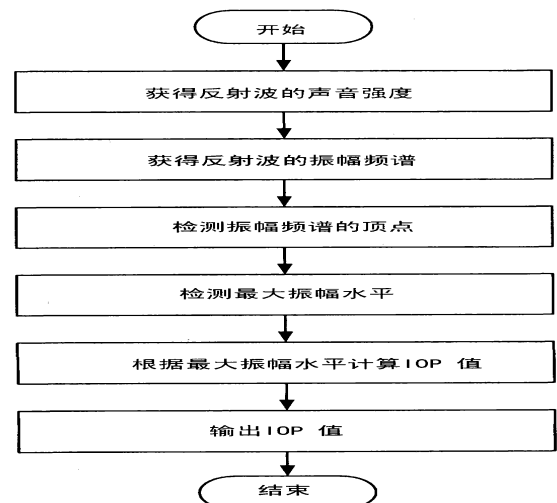 开始
获得反射波的声音强度
获得反射波的振幅频谱
检测振幅频谱的顶点
检测最大振幅水平
根据最大振幅水平计算IOP 值
输出IOP 值
结束